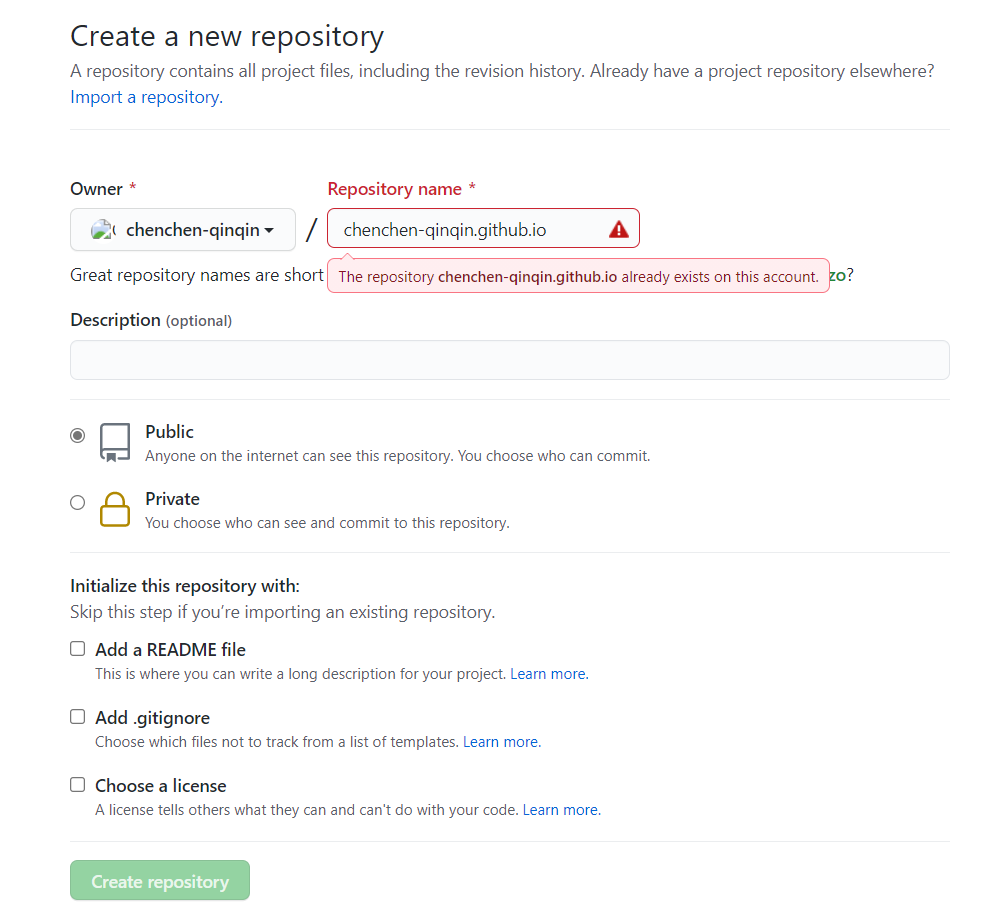 Create a new repository
A repository contains all project files, including the revision history. Already have a project repository elsewhere?
Import a repository.
Owner * Repository name *
chenchen-qinqin / chenchen-qinqin.github.io
Great repository names are short The repository chenchen-qinqin.github.io already exists on this account. zo?
Description (optional)
Public
Anyone on the internet can see this repository. You choose who can commit.
Private
You choose who can see and commit to this repository.
Initialize this repository with:
Skip this step if you’re importing an existing repository.
Add a README file
This is where you can write a long description for your project. Learn more.
Add .gitignore
Choose which files not to track from a list of templates. Learn more.
Choose a license
A license tells others what they can and can't do with your code. Learn more.
Create repository